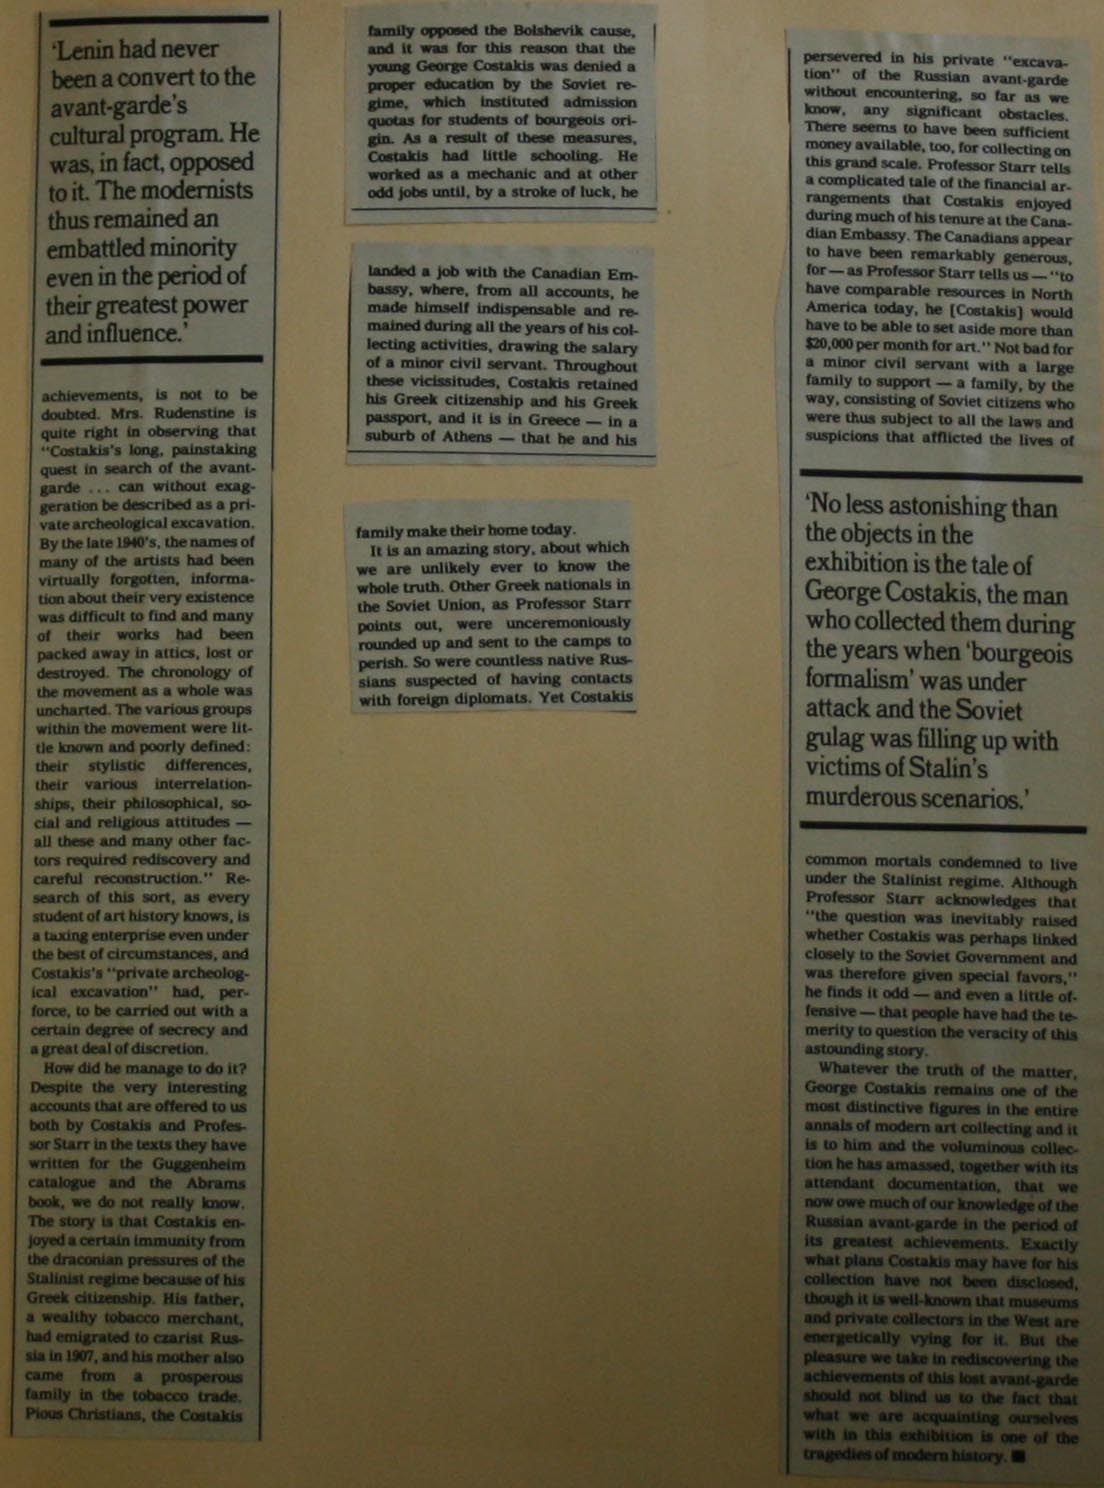 'Lenin had never
been a convert to the
avant-garde's
cultural program. He
was, in fact, opposed
to it. The modernists
thus remained an
embattled minority
even in the period of
their greatest power
and influence.'
achievements, is not to be
doubted. Mrs. Rudenstine is
quite right in observing that
"Costakis's long, painstaking
quest in search of the avant-
garde ... can without exag-
geration be described as a pri-
vate archeological excavation.
By the late 1940's, the names of
many of the artists had been
virtually forgotten, informa-
tion about their very existence
was difficult to find and many
of their works had been
packed away in attics, lost or
destroyed. The chronology of
the movement as a whole was
uncharted. The various groups
within the movement were lit-
tle known and poorly defined:
their stylistic differences,
their various interrelation-
ships, their philosophical, so-
cial and religious attitudes —
all these and many other fac-
tors required rediscovery and
careful reconstruction." Re-
search of this sort, as every
student of art history knows, is
a taxing enterprise even under
the best of circumstances, and
Costakis's "private archeolog-
ical excavation" had, per-
force, to be carried out with a
certain degree of secrecy and
a great deal of discretion.
How did he manage to do it?
Despite the very interesting
accounts that are offered to us
both by Costakis and Profes-
sor Starr in the texts they have
written for the Guggenheim
catalogue and the Abrams
book, we do not really know.
The story is that Costakis en-
joyed a certain immunity from
the draconian pressures of the
Stalinist regime because of his
Greek citizenship. His father,
a wealthy tobacco merchant,
had emigrated to czarist Rus-
sia in 1907, and his mother also
came from a prosperous
family in the tobacco trade.
Pious Christians, the Costakis
family opposed the Bolshevik cause,
and it was for this reason that the
young George Costakis was denied a
proper education by the Soviet re-
gime, which instituted admission
quotas for students of bourgeois ori-
gin. As a result of these measures,
Costakis had little schooling. He
worked as a mechanic and at other
odd jobs until, by a stroke of luck, he
landed a job with the Canadian Em-
bassy, where, from all accounts, he
made himself indispensable and re-
mained during all the years of his col-
lecting activities, drawing the salary
of a minor civil servant. Throughout
these vicissitudes, Costakis retained
his Greek citizenship and his Greek
passport, and it is in Greece — in a
suburb of Athens — that he and his
family make their home today.
It is an amazing story, about which
we are unlikely ever to know the
whole truth. Other Greek nationals in
the Soviet Union, as Professor Starr
points out, were unceremoniously
rounded up and sent to the camps to
perish. So were countless native Rus-
sians suspected of having contacts
with foreign diplomats. Yet Costakis
persevered in his private "excava-
tion" of the Russian avant-garde
without encountering, so far as we
know, any significant obstacles.
There seems to have been sufficient
money available, too, for collecting on
this grand scale. Professor Starr tells
a complicated tale of the financial ar-
rangements that Costakis enjoyed
during much of his tenure at the Cana-
dian Embassy. The Canadians appear
to have been remarkably generous,
for — as Professor Starr tells us — "to
have comparable resources in North
America today, he [Costakis] would
have to be able to set aside more than
$20,000 per month for art." Not bad for
a minor civil servant with a large
family to support — a family, by the
way, consisting of Soviet citizens who
were thus subject to all the laws and
suspicions that afflicted the lives of
'No less astonishing than
the objects in the
exhibition is the tale of
George Costakis, the man
who collected them during
the years when 'bourgeois
formalism' was under
attack and the Soviet
gulag was filling up with
victims of Stalin's
murderous scenarios.'
common mortals condemned to live
under the Stalinist regime. Although
Professor Starr acknowledges that
"the question was inevitably raised
whether Costakis was perhaps linked
closely to the Soviet Government and
was therefore given special favors,"
he finds it odd — and even a little of-
fensive — that people have had the te-
merity to question the veracity of this
astounding story.
Whatever the truth of the matter,
George Costakis remains one of the
most distinctive figures in the entire
annals of modern art collecting and it
is to him and the voluminous collec-
tion he has amassed, together with its
attendant documentation, that we
now owe much of our knowledge of the
Russian avant-garde in the period of
its greatest achievements. Exactly
what plans Costakis may have for his
collection have not been disclosed,
though it is well-known that museums
and private collectors in the West are
energetically vying for it. But the
pleasure we take in rediscovering the
achievements of this lost avant-garde
should not blind us to the fact that
what we are acquainting ourselves
with in this exhibition is one of the
tragedies of modern history. ■